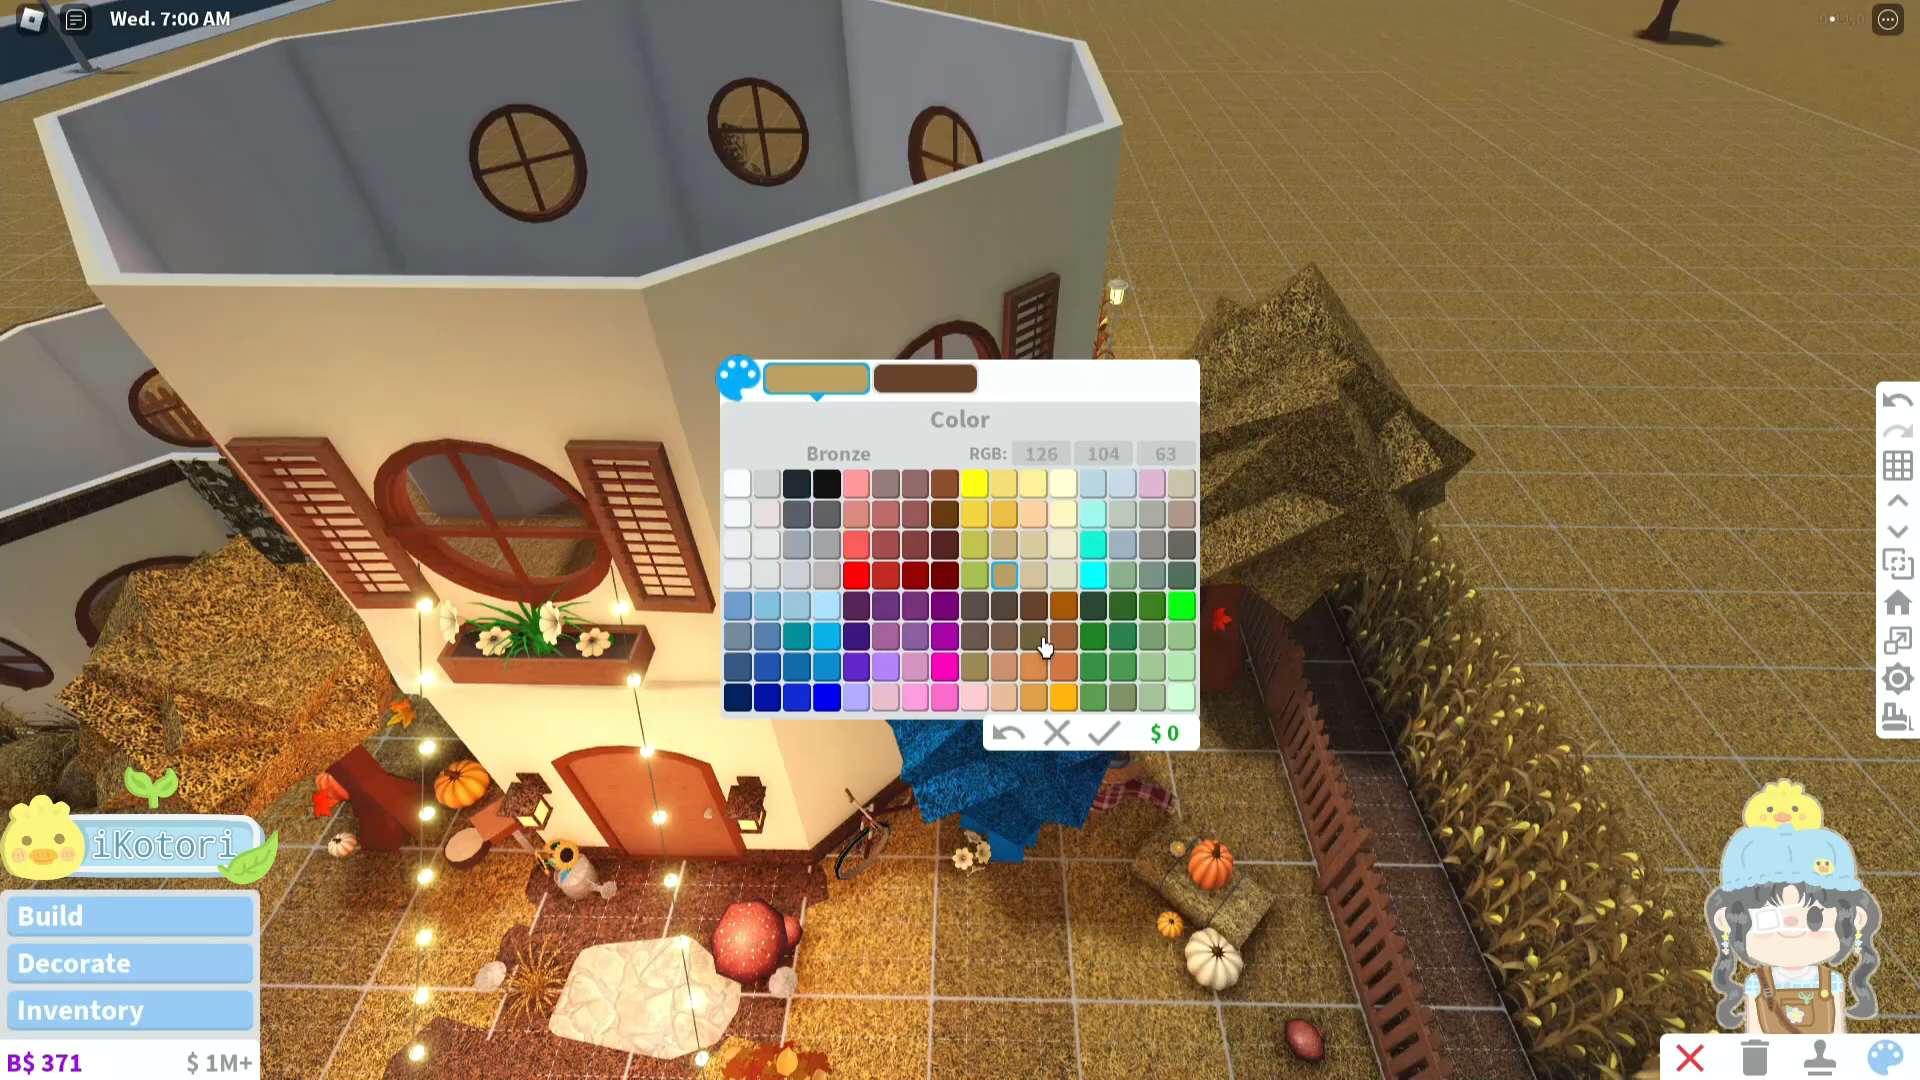 Wed. 7:00 AM
Color
Bronze RGB: 126 104 63
$ 0
iKotori
Build
Decorate
Inventory
B$ 371 $ 1M+